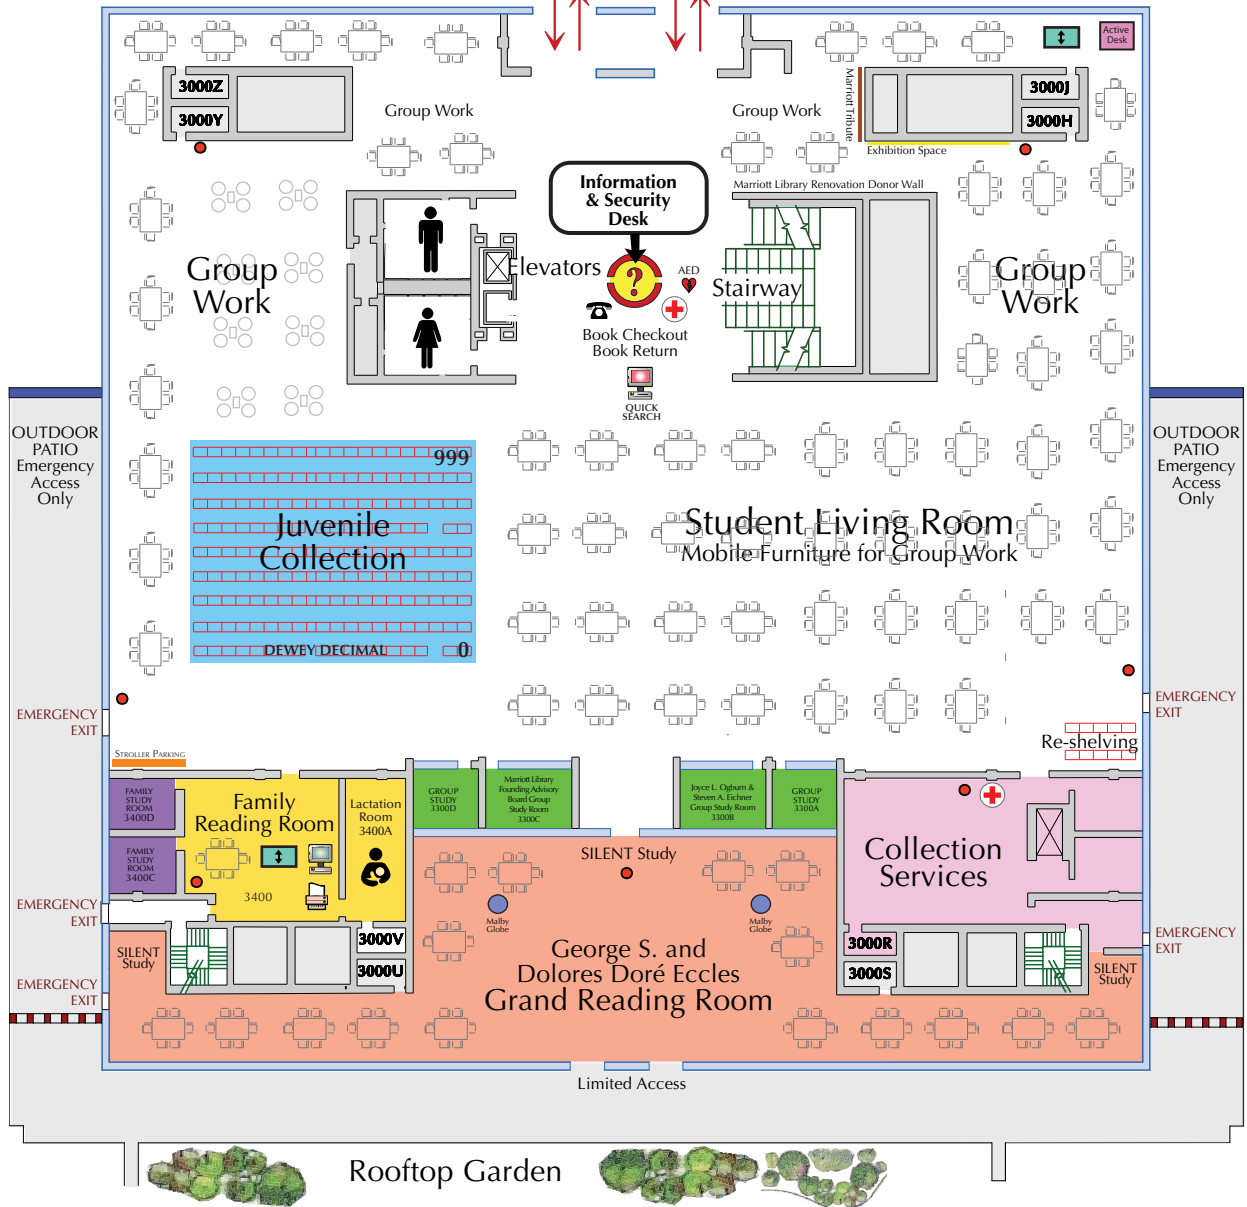 Active
Desk
3000Z
3000Y
Group Work
Group Work
Marriott Tribute
3000J
3000H
Exhibition Space
Information
& Security
Desk
Marriott Library Renovation Donor Wall
Group
Work
Elevators
?
AED
Stairway
Group
Work
Book Checkout
Book Return
QUICK
SEARCH
OUTDOOR
PATIO
Emergency
Access
Only
OUTDOOR
PATIO
Emergency
Access
Only
999
Juvenile
Collection
DEWEY DECIMAL
0
Student Living Room
Mobile Furniture for Group Work
EMERGENCY
EXIT
EMERGENCY
EXIT
STROLLER PARKING
Re-shelving
FAMILY
STUDY
ROOM
3400D
Family
Reading Room
Lactation
Room
3400A
GROUP
STUDY
3300D
Marriott Library
Founding Advisory
Board Group
Study Room
3300C
Joyce L. Ogburn &
Steven A. Eichner
Group Study Room
3300B
GROUP
STUDY
3300A
FAMILY
STUDY
ROOM
3400C
3400
SILENT Study
Collection
Services
EMERGENCY
EXIT
Malby
Globe
Malby
Globe
3000V
3000U
3000R
3000S
EMERGENCY
EXIT
SILENT
Study
George S. and
Dolores Doré Eccles
Grand Reading Room
SILENT
Study
EMERGENCY
EXIT
Limited Access
Rooftop Garden